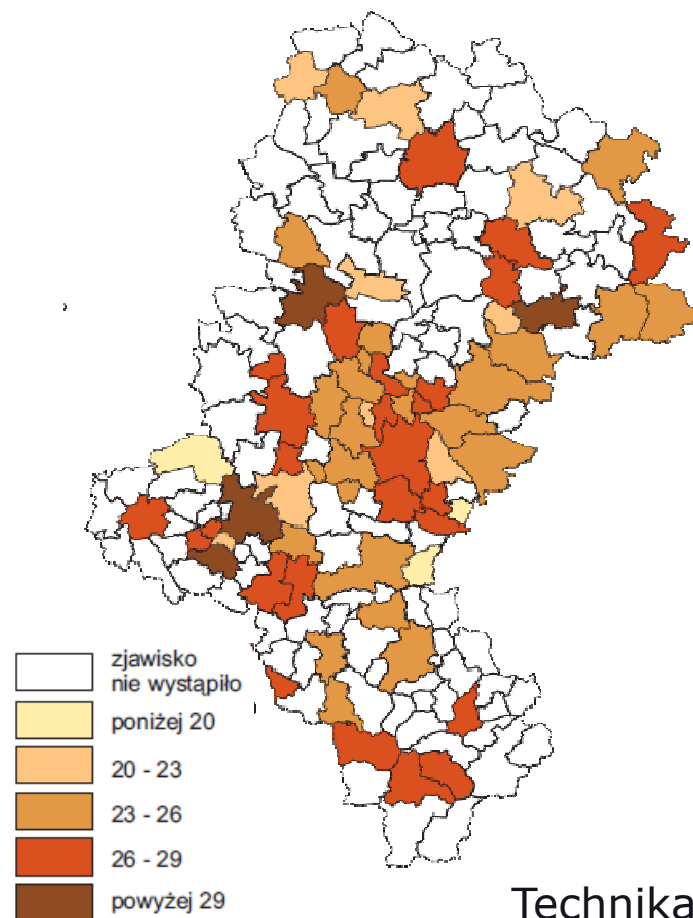 zjawisko
nie wystąpiło
poniżej 20
20 - 23
23 - 26
26 - 29
powyżej 29
Technika